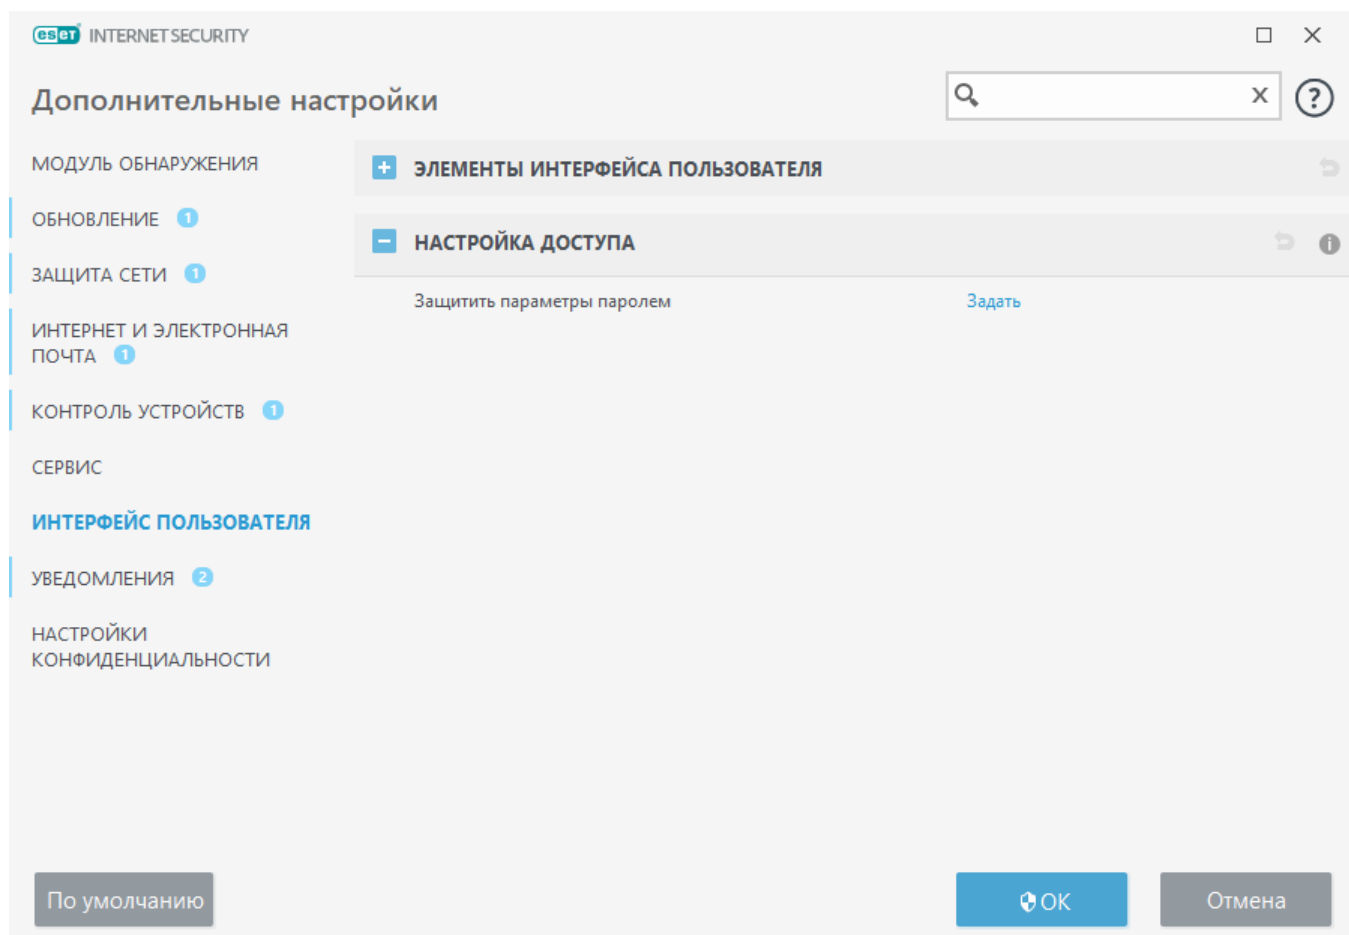 eset INTERNET SECURITY
Дополнительные настройки
X
?
МОДУЛЬ ОБНАРУЖЕНИЯ
ОБНОВЛЕНИЕ 1
ЗАЩИТА СЕТИ 1
ИНТЕРНЕТ И ЭЛЕКТРОННАЯ
ПОЧТА 1
КОНТРОЛЬ УСТРОЙСТВ 1
СЕРВИС
ИНТЕРФЕЙС ПОЛЬЗОВАТЕЛЯ
УВЕДОМЛЕНИЯ 2
НАСТРОЙКИ
КОНФИДЕНЦИАЛЬНОСТИ
ЭЛЕМЕНТЫ ИНТЕРФЕЙСА ПОЛЬЗОВАТЕЛЯ
НАСТРОЙКА ДОСТУПА
Защитить параметры паролем Задать
По умолчанию
ОК
Отмена